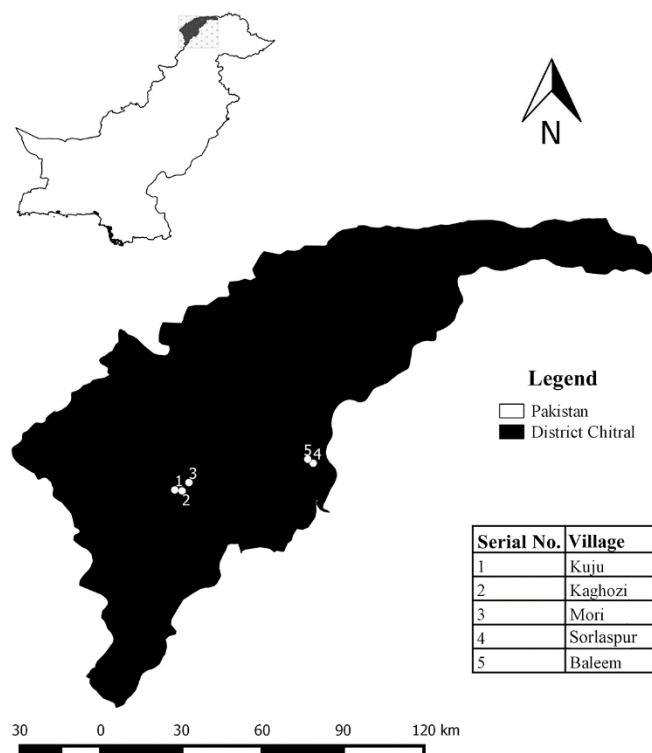 N
Legend
Pakistan
District Chitral
5
4
3
1
2
Serial No. Village
1 Kuju
2 Kaghozi
3 Mori
4 Sorlaspur
5 Baleem
30 0 30 60 90 120 km